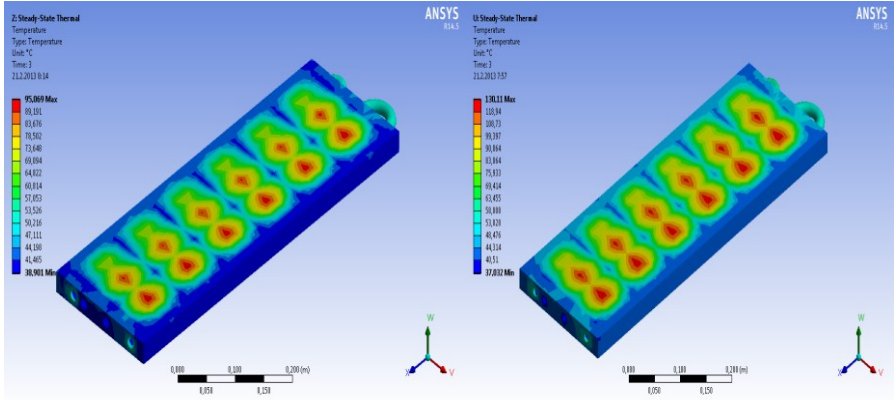 Z: Steady-State Thermal
Temperature
Type: Temperature
Unit: °C
Time: 3
21.2.2013 8:14
95,069 Max
89,191
83,676
78,502
73,640
69,094
64,822
60,814
57,053
53,526
50,216
47,111
44,198
41,465
38,901 Min
ANSYS
R14.5
0,000
0,100
0,200 (m)
0,050
0,150
W
X
V
U: Steady-State Thermal
Temperature
Type: Temperature
Unit: °C
Time: 3
21.2.2013 7:57
130,11 Max
118,94
108,73
99,397
90,864
83,064
75,933
69,414
63,455
58,008
53,028
48,476
44,314
40,51
37,032 Min
ANSYS
R14.5
0,000
0,100
0,200 (m)
0,050
0,150
W
X
V